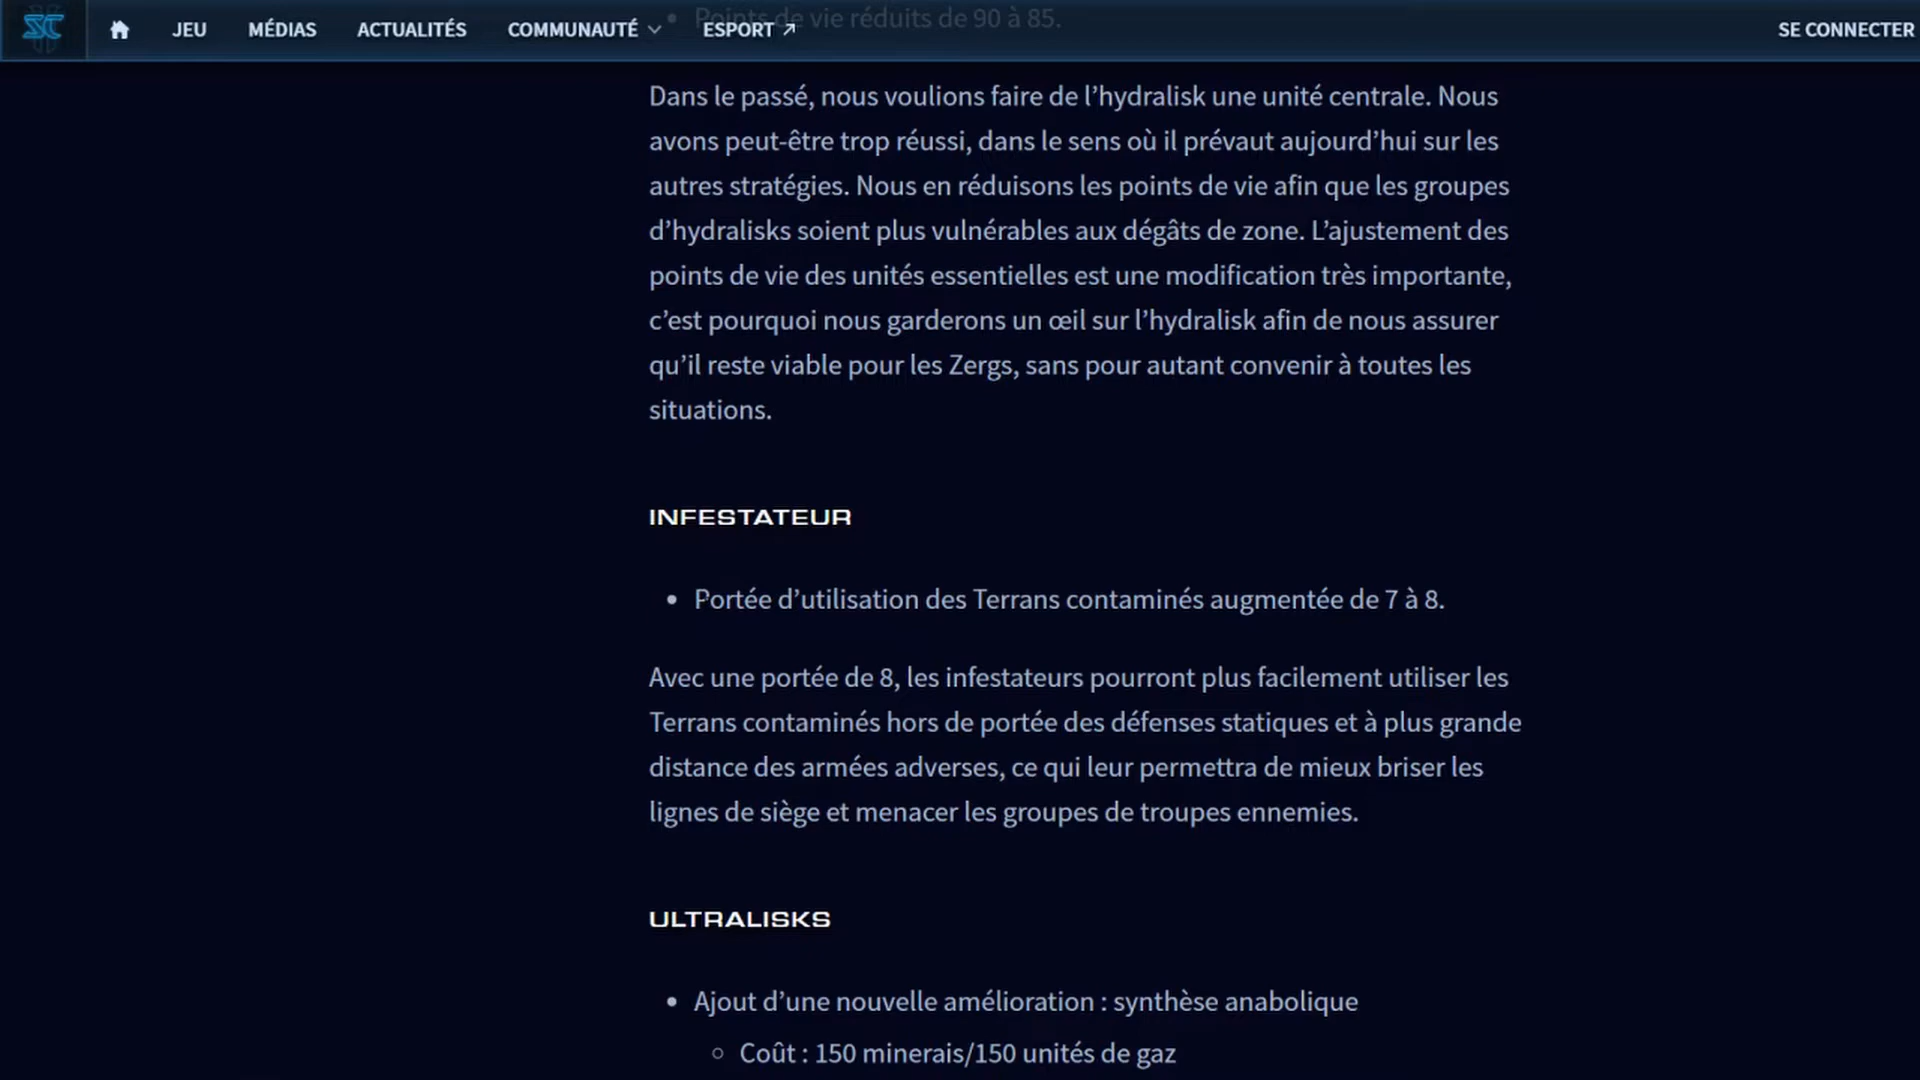 SC
JEU
MÉDIAS
ACTUALITÉS
COMMUNAUTÉ
ESPORT
SE CONNECTER
Points de vie réduits de 90 à 85.
Dans le passé, nous voulions faire de l’hydralisk une unité centrale. Nous
avons peut-être trop réussi, dans le sens où il prévaut aujourd’hui sur les
autres stratégies. Nous en réduisons les points de vie afin que les groupes
d’hydralisks soient plus vulnérables aux dégâts de zone. L’ajustement des
points de vie des unités essentielles est une modification très importante,
c’est pourquoi nous garderons un œil sur l’hydralisk afin de nous assurer
qu’il reste viable pour les Zergs, sans pour autant convenir à toutes les
situations.
INFESTATEUR
Portée d’utilisation des Terrans contaminés augmentée de 7 à 8.
Avec une portée de 8, les infestateurs pourront plus facilement utiliser les
Terrans contaminés hors de portée des défenses statiques et à plus grande
distance des armées adverses, ce qui leur permettra de mieux briser les
lignes de siège et menacer les groupes de troupes ennemies.
ULTRALISKS
Ajout d’une nouvelle amélioration : synthèse anabolique
Coût : 150 minerais/150 unités de gaz